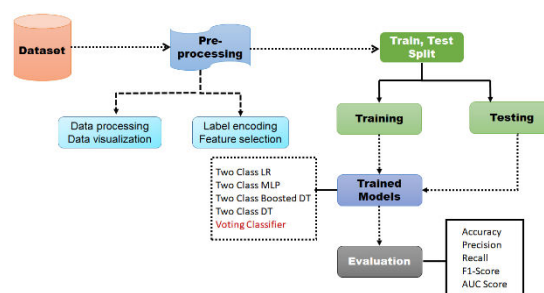 Dataset
Pre-
processing
Train, Test
Split
Data processing
Data visualization
Label encoding
Feature selection
Training
Testing
Two Class LR
Two Class MLP
Two Class Boosted DT
Two Class DT
Voting Classifier
Trained
Models
Evaluation
Accuracy
Precision
Recall
F1-Score
AUC Score